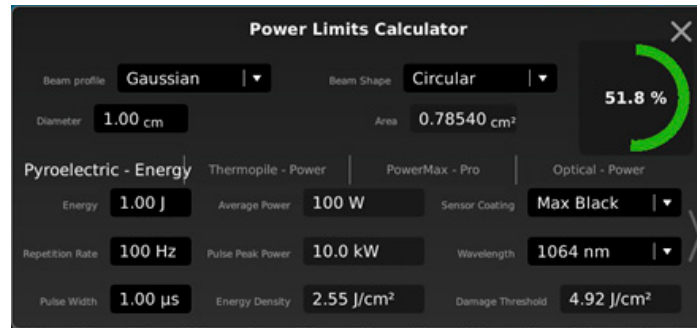 Power Limits Calculator
Beam profile Gaussian Beam Shape Circular
51.8 %
Diameter 1.00 cm Area 0.78540 cm²
Pyroelectric - Energy Thermopile - Power PowerMax - Pro Optical - Power
Energy 1.00 J Average Power 100 W Sensor Coating Max Black
Repetition Rate 100 Hz Pulse Peak Power 10.0 kW Wavelength 1064 nm
Pulse Width 1.00 µs Energy Density 2.55 J/cm² Damage Threshold 4.92 J/cm²